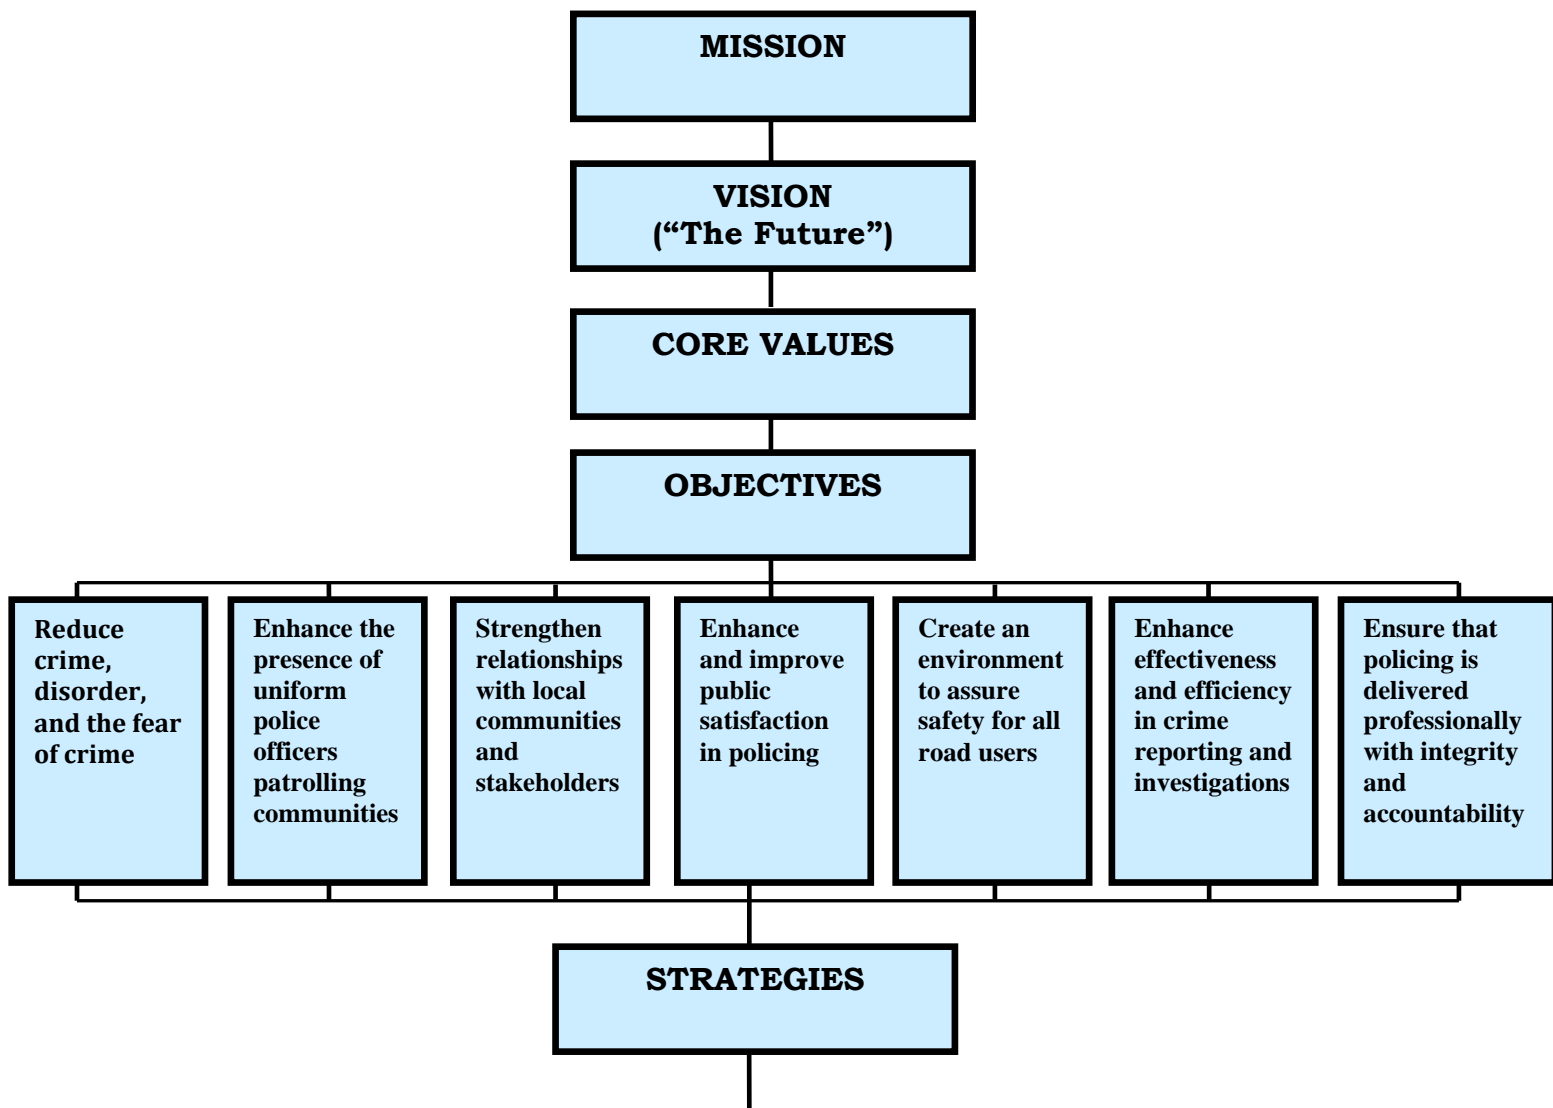 MISSION
VISION
(“The Future”)
CORE VALUES
OBJECTIVES
Reduce
crime,
disorder,
and the fear
of crime
Enhance the
presence of
uniform
police
officers
patrolling
communities
Strengthen
relationships
with local
communities
and
stakeholders
Enhance
and improve
public
satisfaction
in policing
Create an
environment
to assure
safety for all
road users
Enhance
effectiveness
and efficiency
in crime
reporting and
investigations
Ensure that
policing is
delivered
professionally
with integrity
and
accountability
STRATEGIES